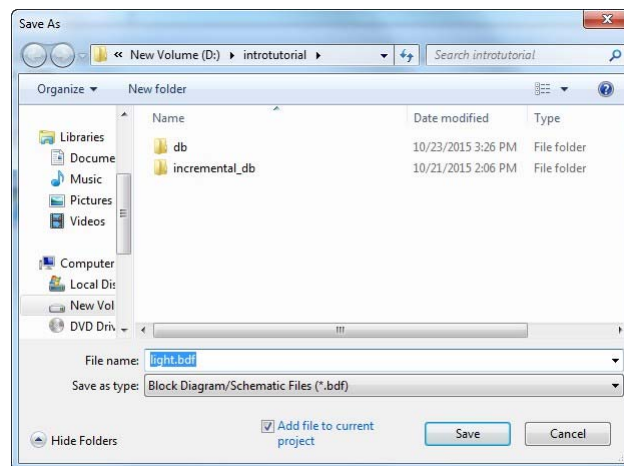 Save As
« New Volume (D:) ▸ introtutorial ▸ Search introtutorial
Organize ▾ New folder
Name Date modified Type
Libraries
Docume
Music
Pictures
Videos
Computer
Local Dis
New Vol
DVD Driv
db 10/23/2015 3:26 PM File folder
incremental_db 10/21/2015 2:06 PM File folder
File name: light.bdf
Save as type: Block Diagram/Schematic Files (*.bdf)
Hide Folders
Add file to current
project
Save Cancel